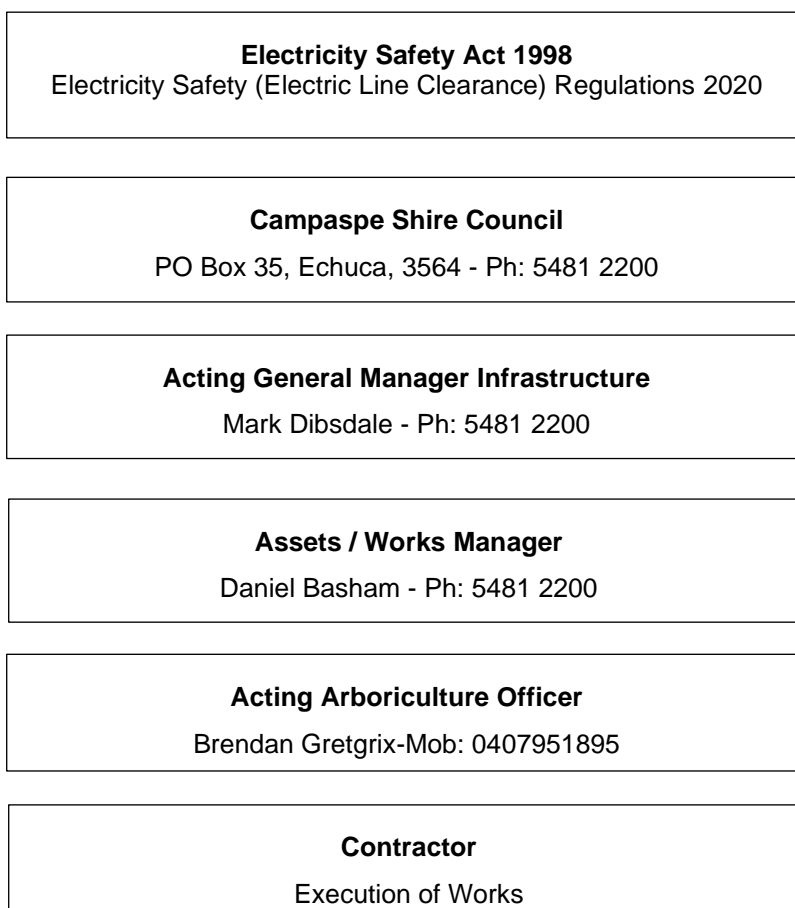 Electricity Safety Act 1998
Electricity Safety (Electric Line Clearance) Regulations 2020
Campaspe Shire Council
PO Box 35, Echuca, 3564 - Ph: 5481 2200
Acting General Manager Infrastructure
Mark Dibsdale - Ph: 5481 2200
Assets / Works Manager
Daniel Basham - Ph: 5481 2200
Acting Arboriculture Officer
Brendan Gretgrix-Mob: 0407951895
Contractor
Execution of Works